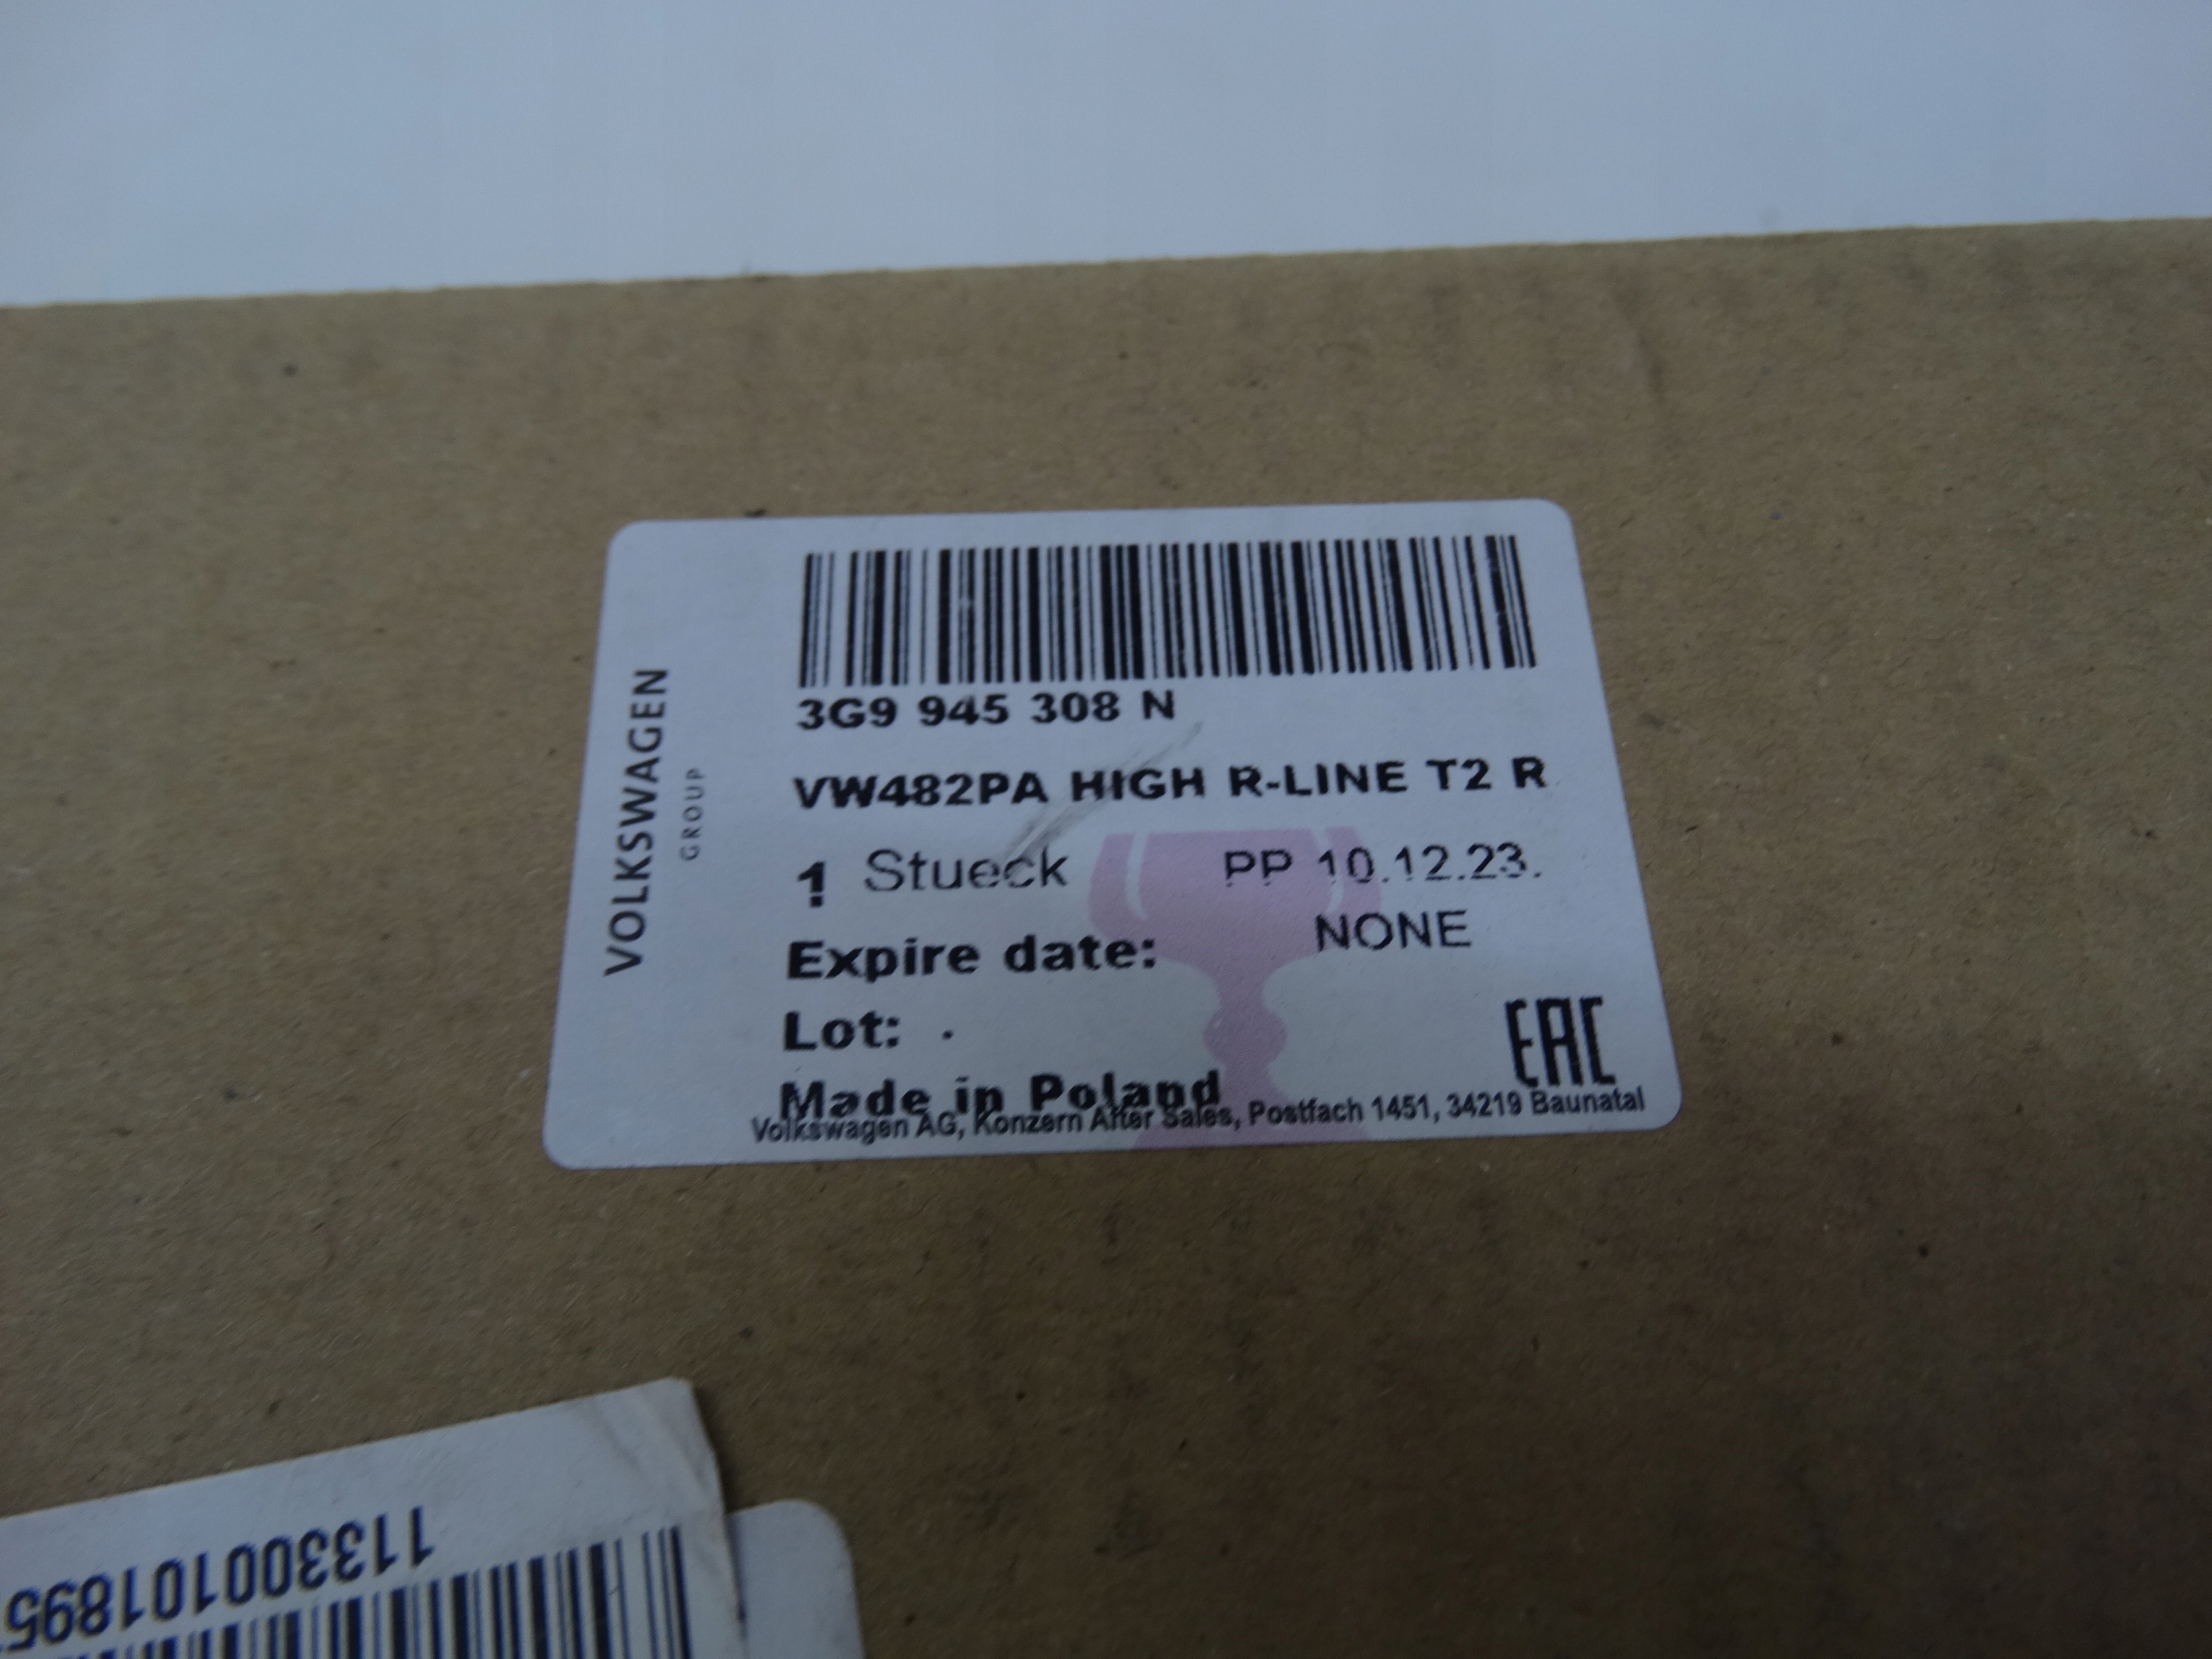 VOLKSWAGEN
GROUP
3G9 945 308 N
VW482PA HIGH R-LINE T2 R
1 Stueck PP 10.12.23.
Expire date: NONE
Lot: .
EAC
Made in Poland
Volkswagen AG, Konzern After Sales, Postfach 1451, 34219 Baunatal
113300101895